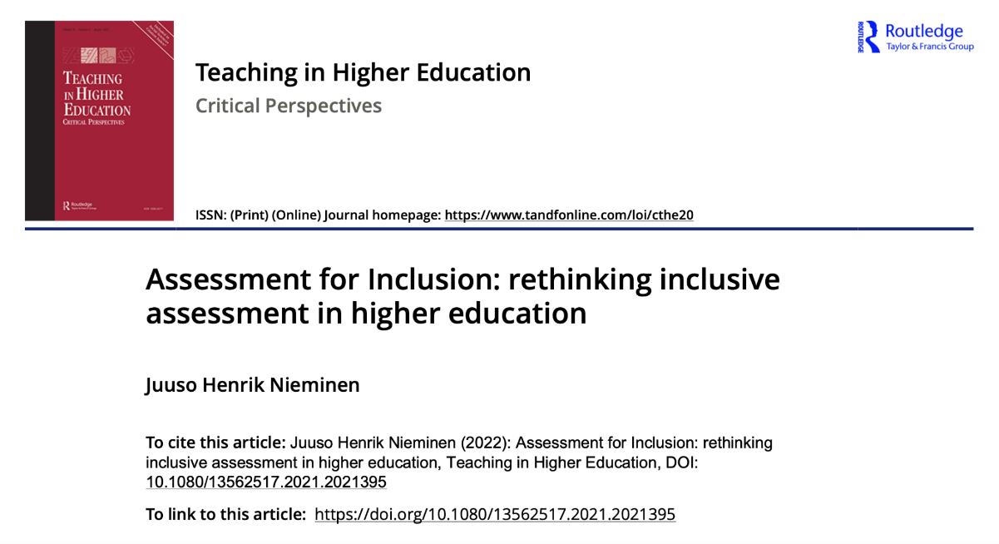 TEACHING
IN HIGHER
EDUCATION
CRITICAL PERSPECTIVES
Routledge
Taylor & Francis Group
ROUTLEDGE
Routledge
Taylor & Francis Group
Teaching in Higher Education
Critical Perspectives
ISSN: (Print) (Online) Journal homepage: https://www.tandfonline.com/loi/cthe20
Assessment for Inclusion: rethinking inclusive
assessment in higher education
Juuso Henrik Nieminen
To cite this article: Juuso Henrik Nieminen (2022): Assessment for Inclusion: rethinking
inclusive assessment in higher education, Teaching in Higher Education, DOI:
10.1080/13562517.2021.2021395
To link to this article: https://doi.org/10.1080/13562517.2021.2021395